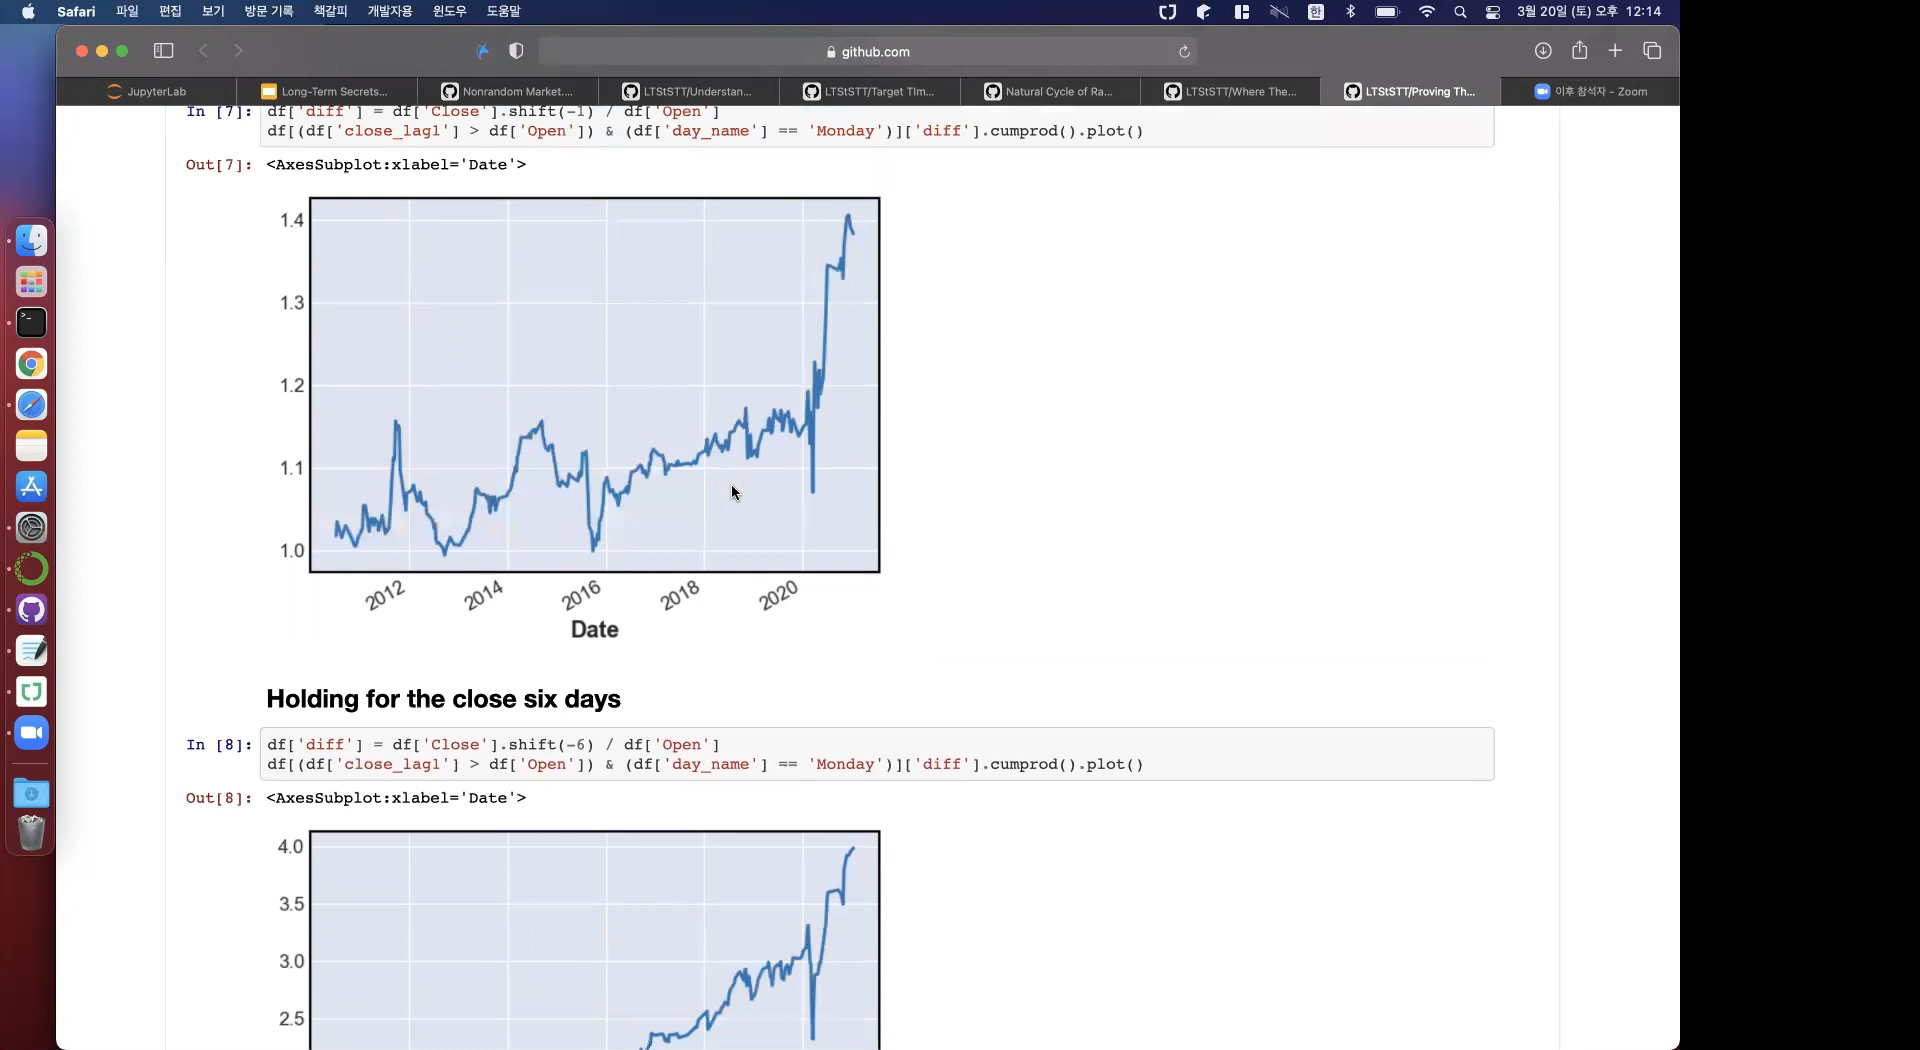 Safari 파일 편집 보기 방문 기록 책갈피 개발자용 윈도우 도움말 한 3월 20일 (토) 오후 12:14
github.com
JupyterLab Long-Term Secrets... Nonrandom Market.... LTStSTT/Understan... LTStSTT/Target TIm... Natural Cycle of Ra... LTStSTT/Where The... LTStSTT/Proving Th... 이후 참석자 - Zoom
In [7]: df['diff'] = df['Close'].shift(-1) / df['Open']
df[(df['close_lag1'] > df['Open']) & (df['day_name'] == 'Monday')]['diff'].cumprod().plot()
Out[7]: <AxesSubplot:xlabel='Date'>
1.4
1.3
1.2
1.1
1.0
2012 2014 2016 2018 2020
Date
Holding for the close six days
In [8]: df['diff'] = df['Close'].shift(-6) / df['Open']
df[(df['close_lag1'] > df['Open']) & (df['day_name'] == 'Monday')]['diff'].cumprod().plot()
Out[8]: <AxesSubplot:xlabel='Date'>
4.0
3.5
3.0
2.5